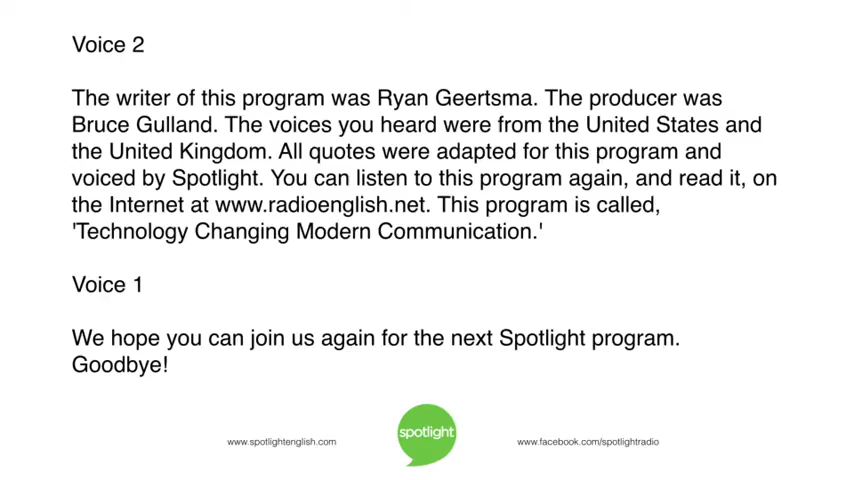 Voice 2
The writer of this program was Ryan Geertsma. The producer was
Bruce Gulland. The voices you heard were from the United States and
the United Kingdom. All quotes were adapted for this program and
voiced by Spotlight. You can listen to this program again, and read it, on
the Internet at www.radioenglish.net. This program is called,
'Technology Changing Modern Communication.'
Voice 1
We hope you can join us again for the next Spotlight program.
Goodbye!
www.spotlightenglish.com
spotlight
www.facebook.com/spotlightradio